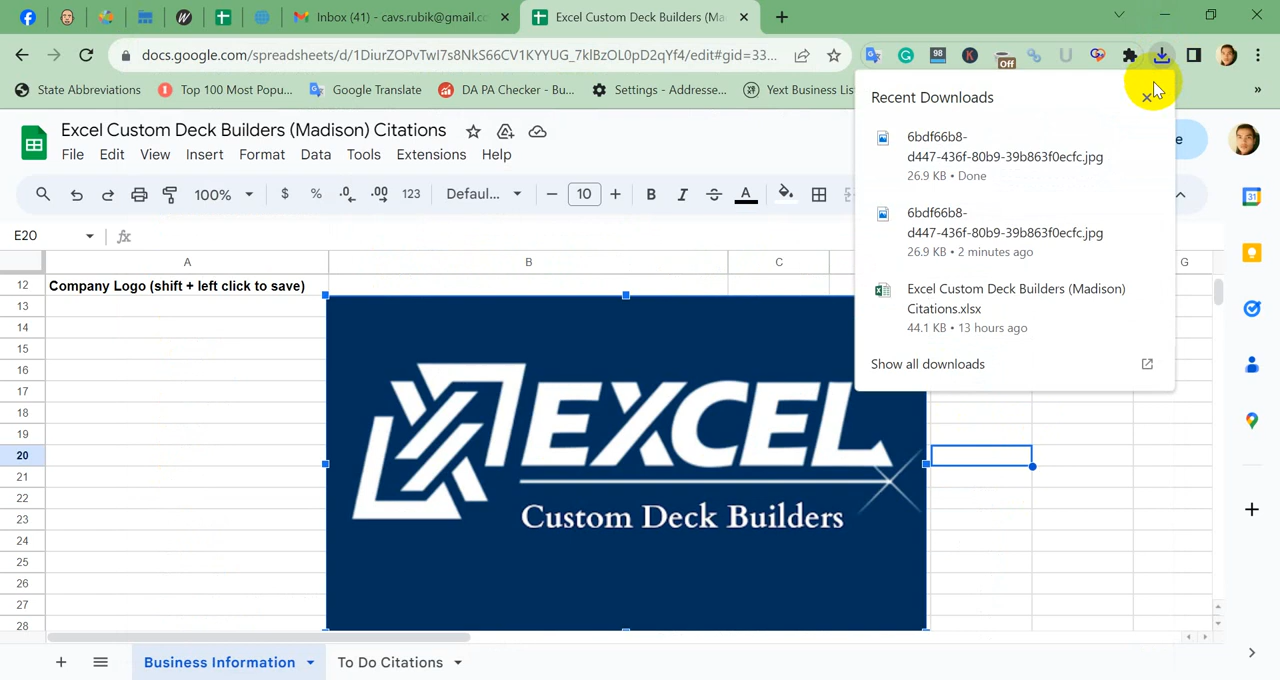 Inbox (41) - cavs.rubik@gmail.c
Excel Custom Deck Builders (Ma
docs.google.com/spreadsheets/d/1DiurZOPvTwI7s8NkS66CV1KYYUG_7klBzOL0pD2qYf4/edit#gid=33...
98
Off
State Abbreviations
Top 100 Most Popu...
Google Translate
DA PA Checker - Bu...
Settings - Addresse...
Yext Business Lis
»
Recent Downloads
6bdf66b8-
d447-436f-80b9-39b863f0ecfc.jpg
26.9 KB • Done
6bdf66b8-
d447-436f-80b9-39b863f0ecfc.jpg
26.9 KB • 2 minutes ago
Excel Custom Deck Builders (Madison)
Citations.xlsx
44.1 KB • 13 hours ago
Show all downloads
Excel Custom Deck Builders (Madison) Citations
File Edit View Insert Format Data Tools Extensions Help
e
100% $ % .0 .00 123 Defaul... − 10 + B I A
E20 fx
A B C G
12 Company Logo (shift + left click to save)
13
14
15
16
17
18
19
20
21
22
23
24
25
26
27
28
EXCEL
Custom Deck Builders
31
Business Information
To Do Citations